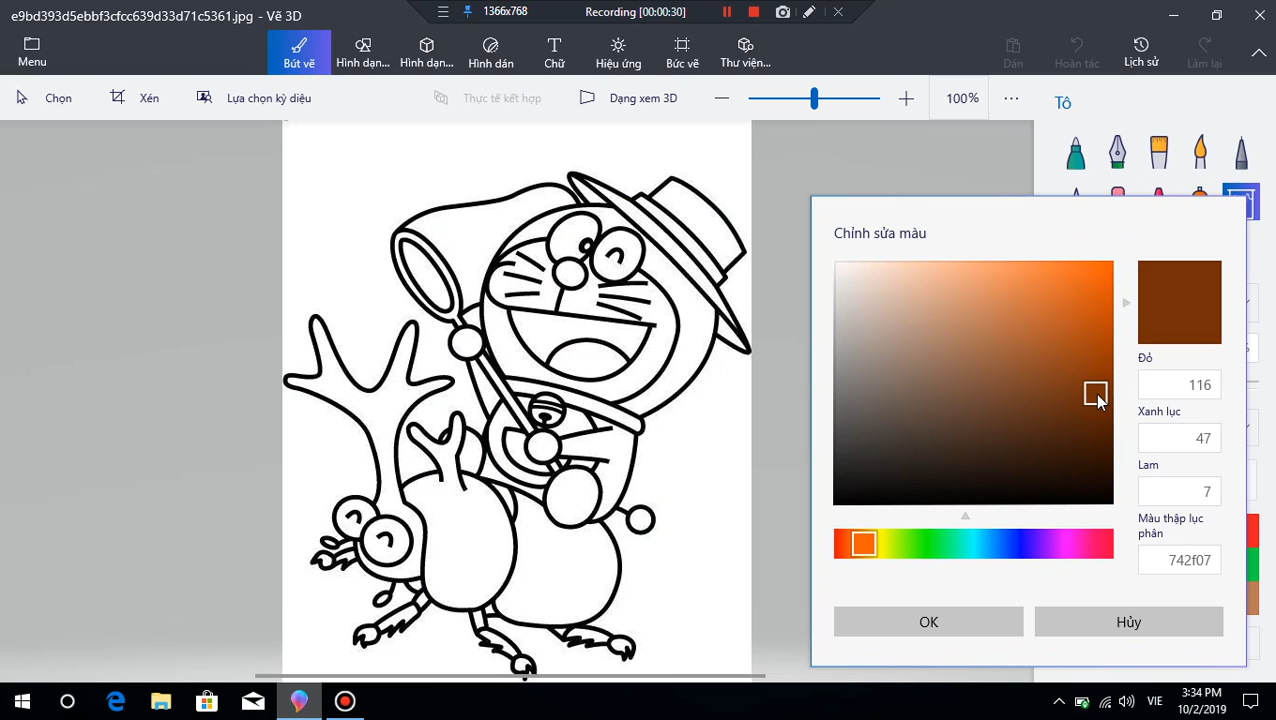 e9bd393d5ebbf3cfcc639d33d71c5361.jpg - Vẽ 3D
1366x768
Recording [00:00:30]
Menu
Bút vẽ
Hình dạn...
Hình dạn...
Hình dán
Chữ
Hiệu ứng
Bức vẽ
Thư viện...
Dán
Hoàn tác
Lịch sử
Làm lại
Chọn
Xén
Lựa chọn kỳ diệu
Thực tế kết hợp
Dạng xem 3D
100%
Tô
Chỉnh sửa màu
Đỏ
116
Xanh lục
47
Lam
7
Màu thập lục
phân
742f07
OK
Hủy
%
VIE
3:34 PM
10/2/2019